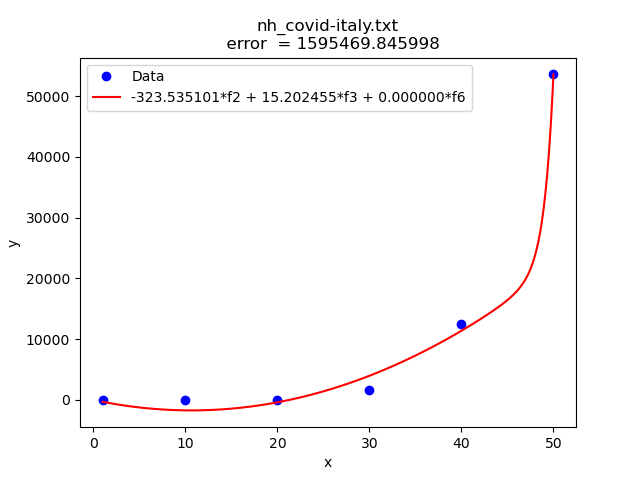 nh_covid-italy.txt
error  = 1595469.845998
Data
-323.535101*f2 + 15.202455*f3 + 0.000000*f6
50000
40000
30000
20000
10000
0
y
0 10 20 30 40 50
x